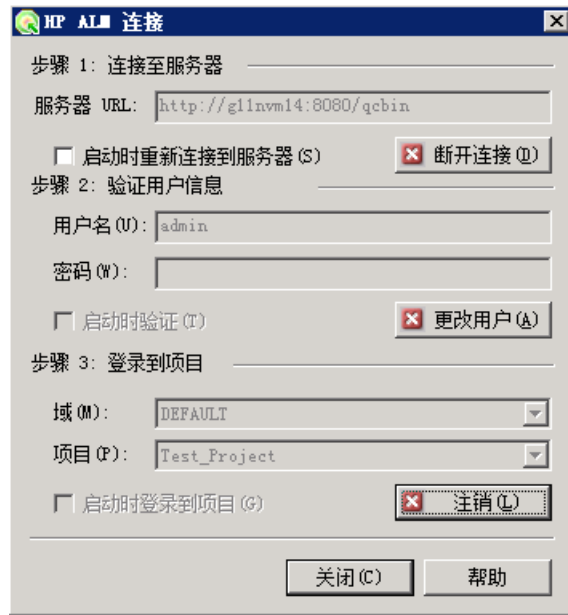 HP ALM 连接
步骤 1: 连接至服务器
服务器 URL: http://g11nvm14:8080/qcbin
启动时重新连接到服务器(S) 断开连接(D)
步骤 2: 验证用户信息
用户名(U): admin
密码(W):
启动时验证(T) 更改用户(A)
步骤 3: 登录到项目
域(M): DEFAULT
项目(P): Test_Project
启动时登录到项目(G) 注销(L)
关闭(C) 帮助